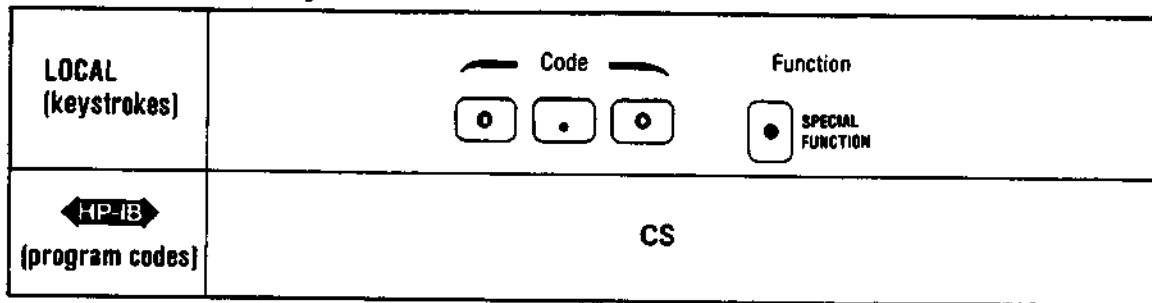 LOCAL
(keystrokes)
Code
Function
0 . 0
SPECIAL
FUNCTION
HP-IB
(program codes)
CS